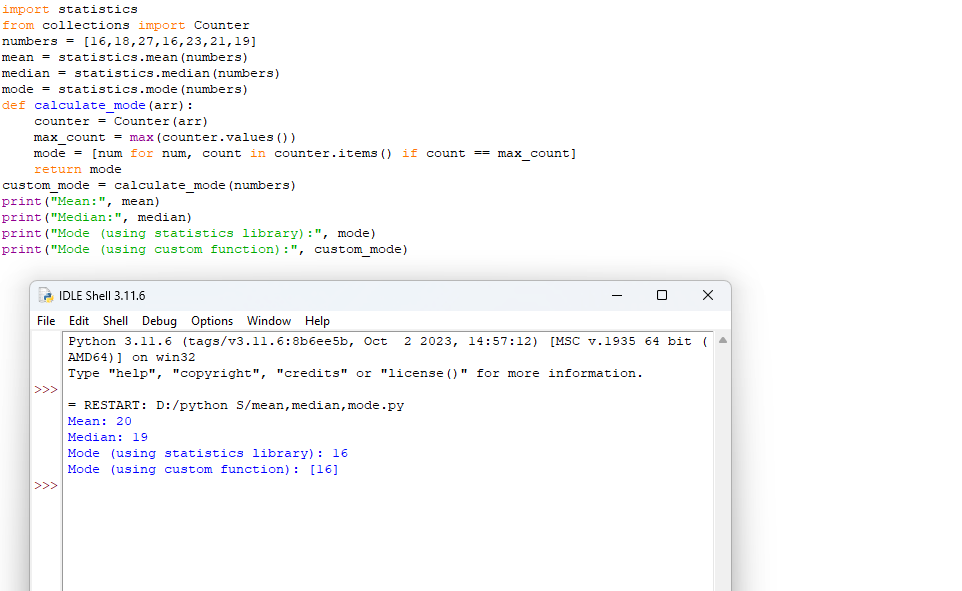 import statistics
from collections import Counter
numbers = [16,18,27,16,23,21,19]
mean = statistics.mean(numbers)
median = statistics.median(numbers)
mode = statistics.mode(numbers)
def calculate_mode(arr):
    counter = Counter(arr)
    max_count = max(counter.values())
    mode = [num for num, count in counter.items() if count == max_count]
    return mode
custom_mode = calculate_mode(numbers)
print("Mean:", mean)
print("Median:", median)
print("Mode (using statistics library):", mode)
print("Mode (using custom function):", custom_mode)
IDLE Shell 3.11.6
File Edit Shell Debug Options Window Help
Python 3.11.6 (tags/v3.11.6:8b6ee5b, Oct  2 2023, 14:57:12) [MSC v.1935 64 bit (
AMD64)] on win32
Type "help", "copyright", "credits" or "license()" for more information.
>>>
= RESTART: D:/python S/mean,median,mode.py
Mean: 20
Median: 19
Mode (using statistics library): 16
Mode (using custom function): [16]
>>>